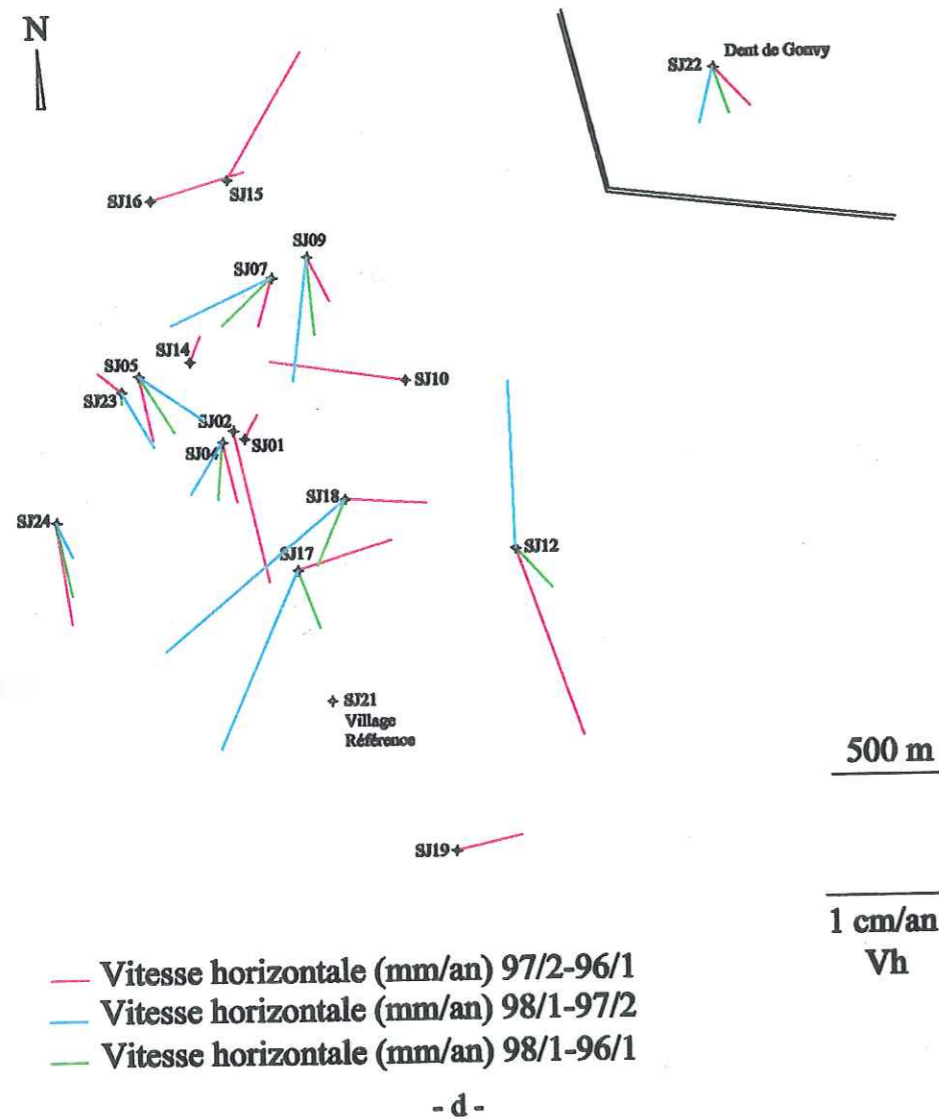 N
Dent de Gonvy
SJ22
SJ16
SJ15
SJ09
SJ07
SJ14
SJ05
SJ10
SJ23
SJ02
SJ01
SJ04
SJ18
SJ24
SJ17
SJ12
SJ21
Village
Référence
500 m
SJ19
1 cm/an
Vh
Vitesse horizontale (mm/an) 97/2-96/1
Vitesse horizontale (mm/an) 98/1-97/2
Vitesse horizontale (mm/an) 98/1-96/1
- d -